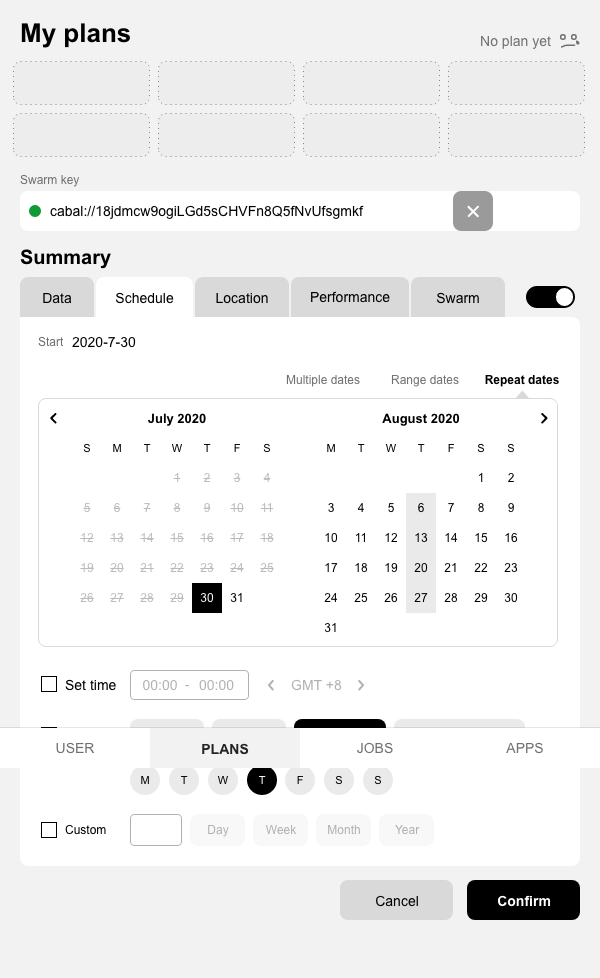 My plans
No plan yet
Swarm key
cabal://18jdmcw9ogiLGd5sCHVFn8Q5fNvUfsgmkf
Summary
Data Schedule Location Performance Swarm
Start 2020-7-30
Multiple dates Range dates Repeat dates
July 2020
S M T W T F S
1 2 3 4
5 6 7 8 9 10 11
12 13 14 15 16 17 18
19 20 21 22 23 24 25
26 27 28 29 30 31
August 2020
M T W T F S S
1 2
3 4 5 6 7 8 9
10 11 12 13 14 15 16
17 18 19 20 21 22 23
24 25 26 27 28 29 30
31
Set time 00:00 - 00:00 GMT +8
USER PLANS JOBS APPS
M T W T F S S
Custom Day Week Month Year
Cancel Confirm